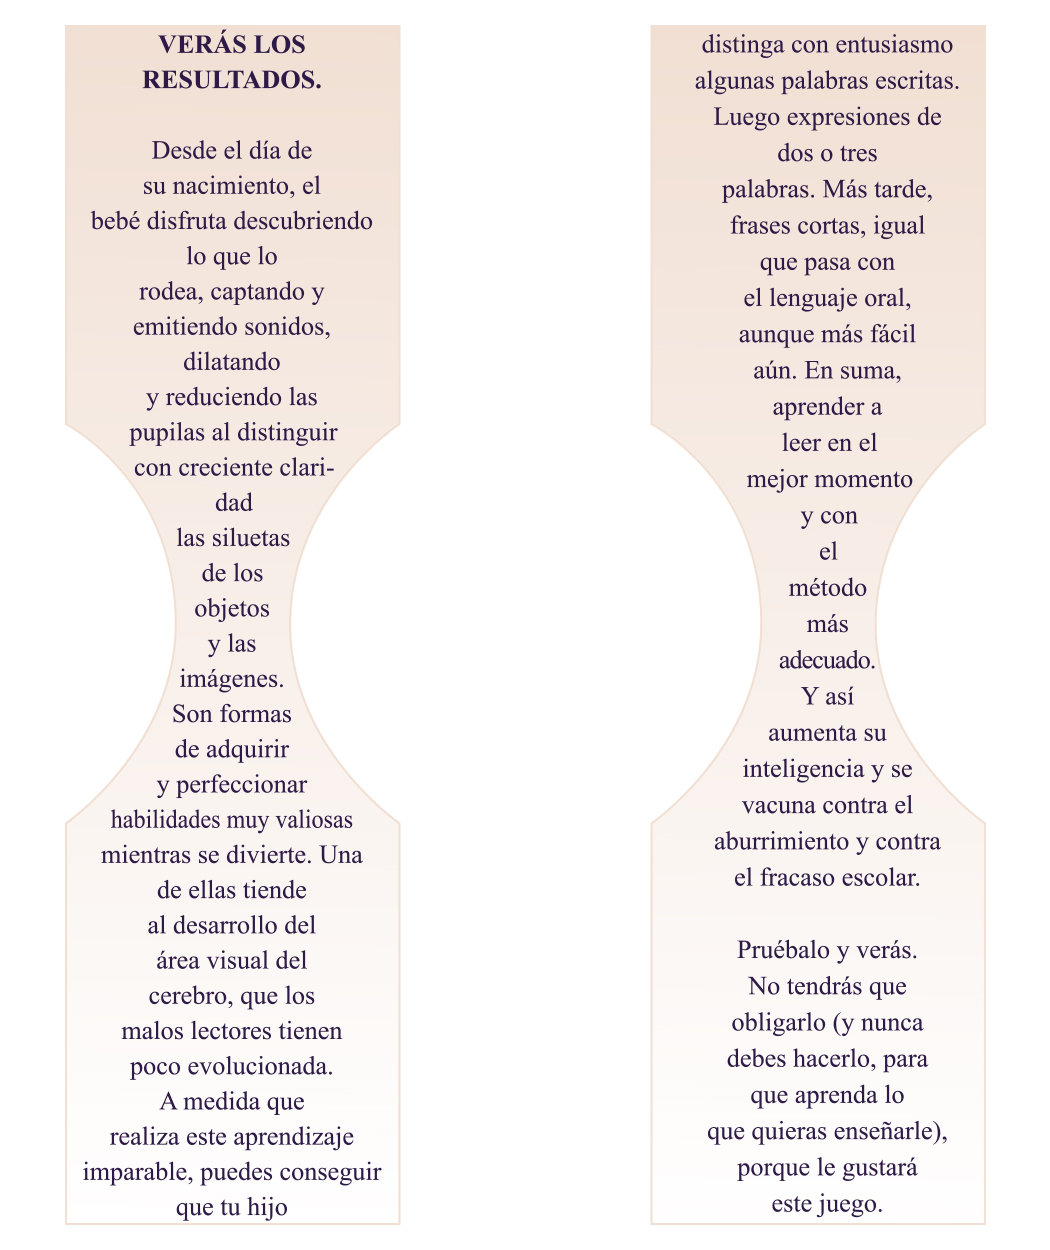 VERÁS LOS
RESULTADOS.
Desde el día de
su nacimiento, el
bebé disfruta descubriendo
lo que lo
rodea, captando y
emitiendo sonidos,
dilatando
y reduciendo las
pupilas al distinguir
con creciente clari-
dad
las siluetas
de los
objetos
y las
imágenes.
Son formas
de adquirir
y perfeccionar
habilidades muy valiosas
mientras se divierte. Una
de ellas tiende
al desarrollo del
área visual del
cerebro, que los
malos lectores tienen
poco evolucionada.
A medida que
realiza este aprendizaje
imparable, puedes conseguir
que tu hijo
distinga con entusiasmo
algunas palabras escritas.
Luego expresiones de
dos o tres
palabras. Más tarde,
frases cortas, igual
que pasa con
el lenguaje oral,
aunque más fácil
aún. En suma,
aprender a
leer en el
mejor momento
y con
el
método
más
adecuado.
Y así
aumenta su
inteligencia y se
vacuna contra el
aburrimiento y contra
el fracaso escolar.
Pruébalo y verás.
No tendrás que
obligarlo (y nunca
debes hacerlo, para
que aprenda lo
que quieras enseñarle),
porque le gustará
este juego.